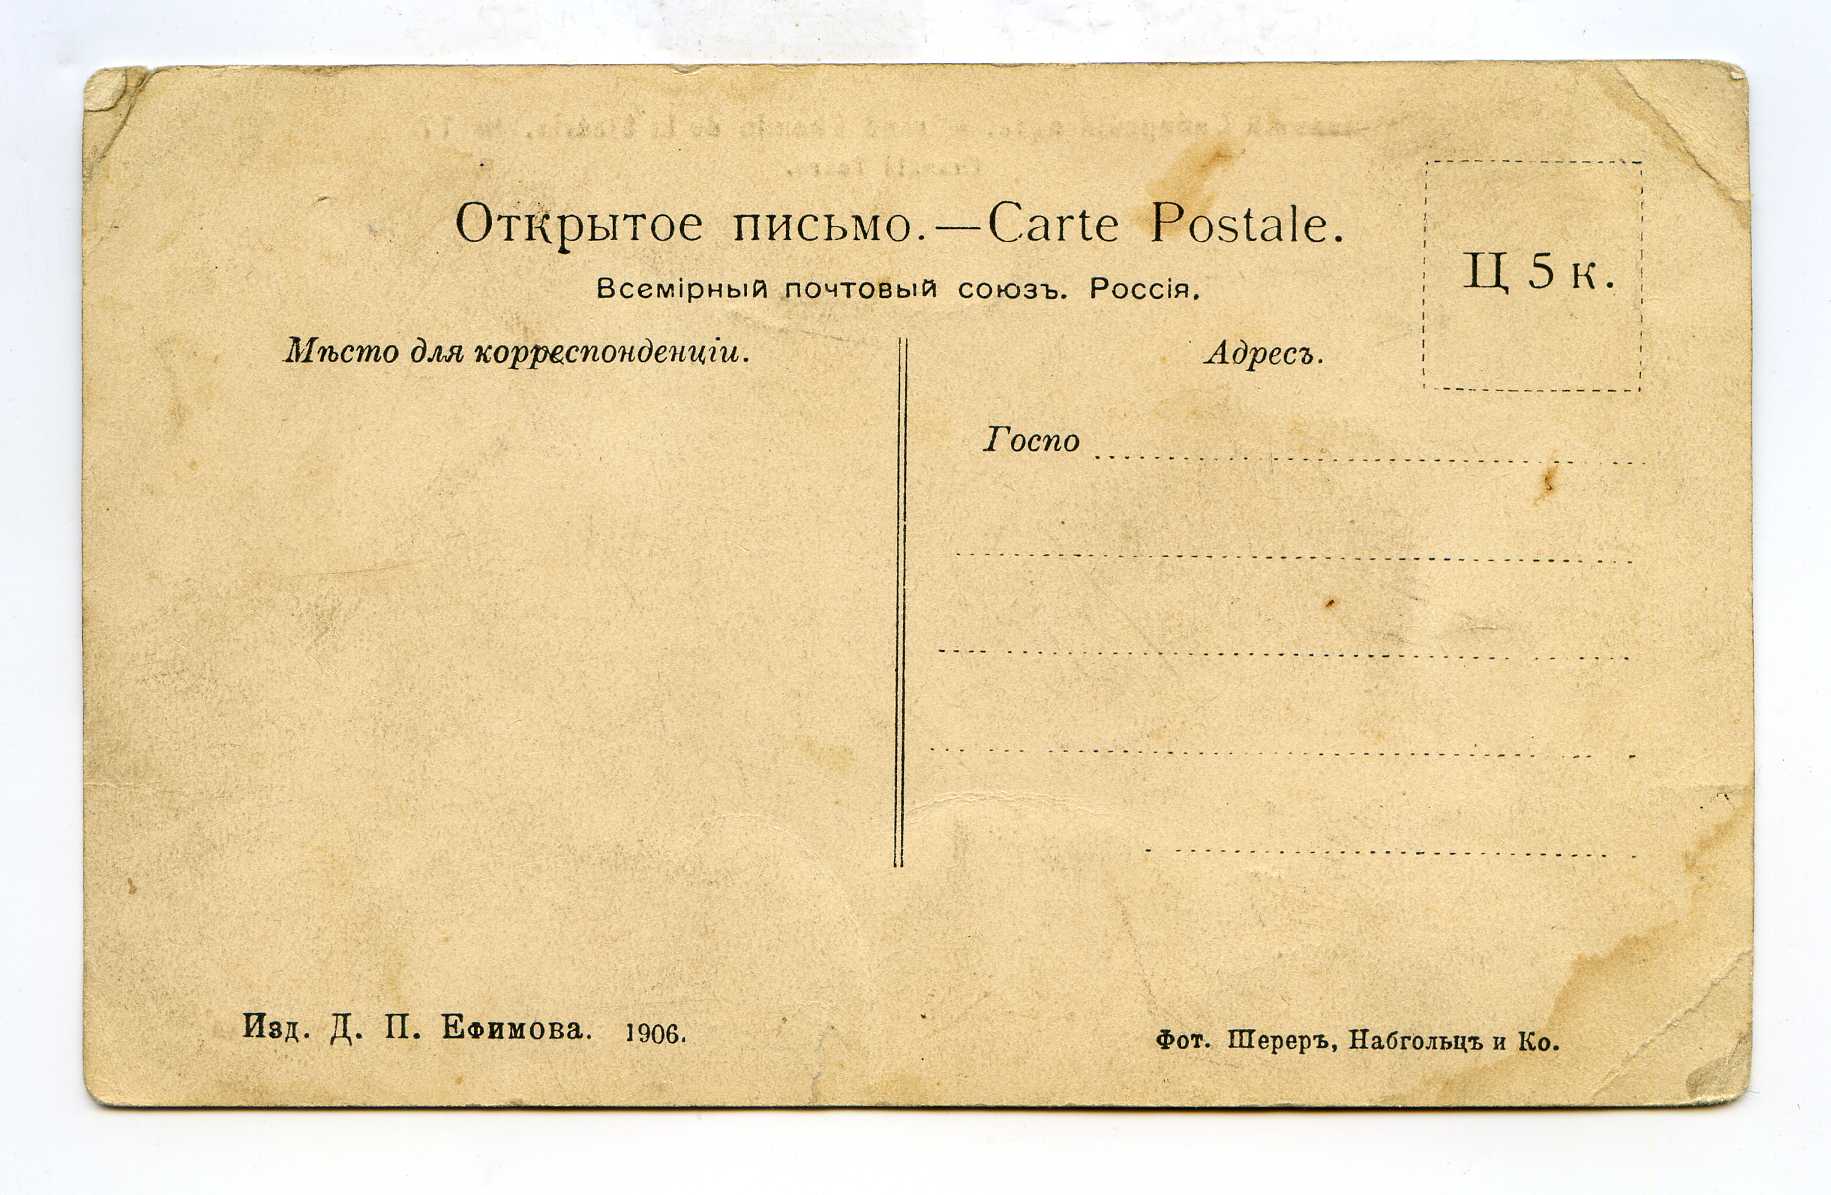 Открытое письмо.—Carte Postale.
Всемірный почтовый союзъ. Россія.
Ц 5 к.
Мѣсто для корреспонденціи.
Адресъ.
Госпо
Изд. Д. П. Ефимова. 1906.
Фот. Шереръ, Набгольцъ и Ко.